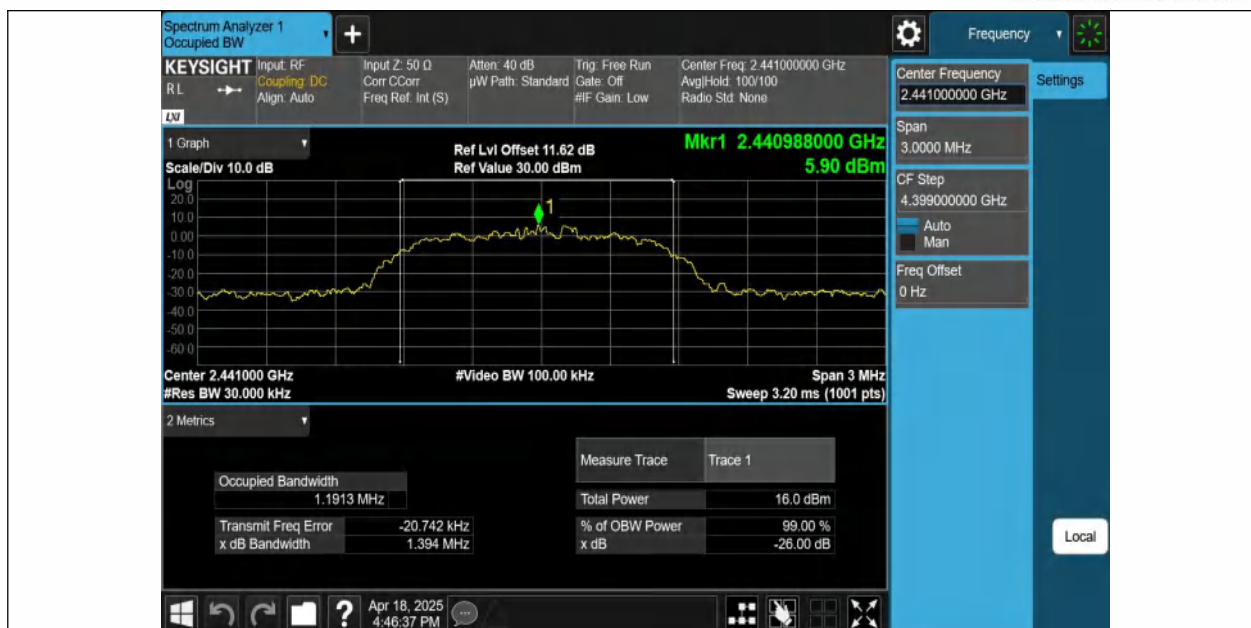 Spectrum Analyzer 1
Occupied BW
Frequency
KEYSIGHT
RL
LXI
Input: RF
Coupling: DC
Align: Auto
Input Z: 50 Ω
Corr CCorr
Freq Ref: Int (S)
Atten: 40 dB
µW Path: Standard
Trig: Free Run
Gate: Off
#IF Gain: Low
Center Freq: 2.441000000 GHz
Avg|Hold: 100/100
Radio Std: None
1 Graph
Scale/Div 10.0 dB
Ref Lvl Offset 11.62 dB
Ref Value 30.00 dBm
Mkr1 2.440988000 GHz
5.90 dBm
Log
20.0
10.0
0.00
-10.0
-20.0
-30.0
-40.0
-50.0
-60.0
1
Center 2.441000 GHz
#Res BW 30.000 kHz
#Video BW 100.00 kHz
Span 3 MHz
Sweep 3.20 ms (1001 pts)
2 Metrics
Measure Trace Trace 1
Occupied Bandwidth
1.1913 MHz
Total Power 16.0 dBm
Transmit Freq Error -20.742 kHz
% of OBW Power 99.00 %
x dB Bandwidth 1.394 MHz
x dB -26.00 dB
Apr 18, 2025
4:46:37 PM
Center Frequency
2.441000000 GHz
Settings
Span
3.0000 MHz
CF Step
4.399000000 GHz
Auto
Man
Freq Offset
0 Hz
Local